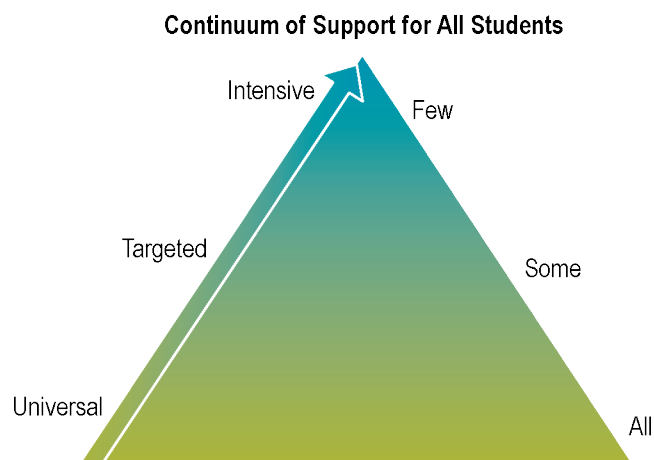 Continuum of Support for All Students
Intensive
Few
Targeted
Some
Universal
All